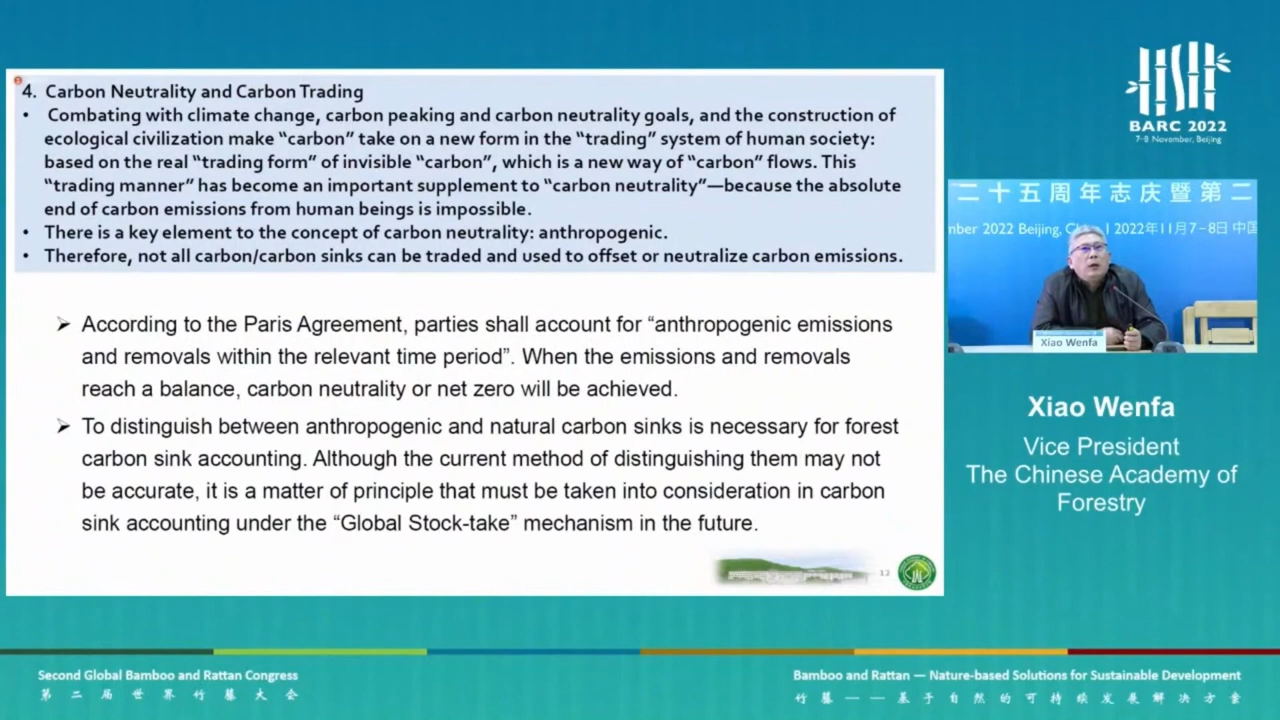 4. Carbon Neutrality and Carbon Trading
• Combating with climate change, carbon peaking and carbon neutrality goals, and the construction of
ecological civilization make “carbon” take on a new form in the “trading” system of human society:
based on the real “trading form” of invisible “carbon”, which is a new way of “carbon” flows. This
“trading manner” has become an important supplement to “carbon neutrality”—because the absolute
end of carbon emissions from human beings is impossible.
• There is a key element to the concept of carbon neutrality: anthropogenic.
• Therefore, not all carbon/carbon sinks can be traded and used to offset or neutralize carbon emissions.
➢ According to the Paris Agreement, parties shall account for “anthropogenic emissions
and removals within the relevant time period”. When the emissions and removals
reach a balance, carbon neutrality or net zero will be achieved.
➢ To distinguish between anthropogenic and natural carbon sinks is necessary for forest
carbon sink accounting. Although the current method of distinguishing them may not
be accurate, it is a matter of principle that must be taken into consideration in carbon
sink accounting under the “Global Stock-take” mechanism in the future.
12
BARC 2022
7-8 November, Beijing
二十五周年志庆暨第二
mber 2022 Beijing, 2022年11月7-8日 中国
Xiao Wenfa
Xiao Wenfa
Vice President
The Chinese Academy of
Forestry
Second Global Bamboo and Rattan Congress
第二届世界竹藤大会
Bamboo and Rattan — Nature-based Solutions for Sustainable Development
竹藤——基于自然的可持续发展解决方案